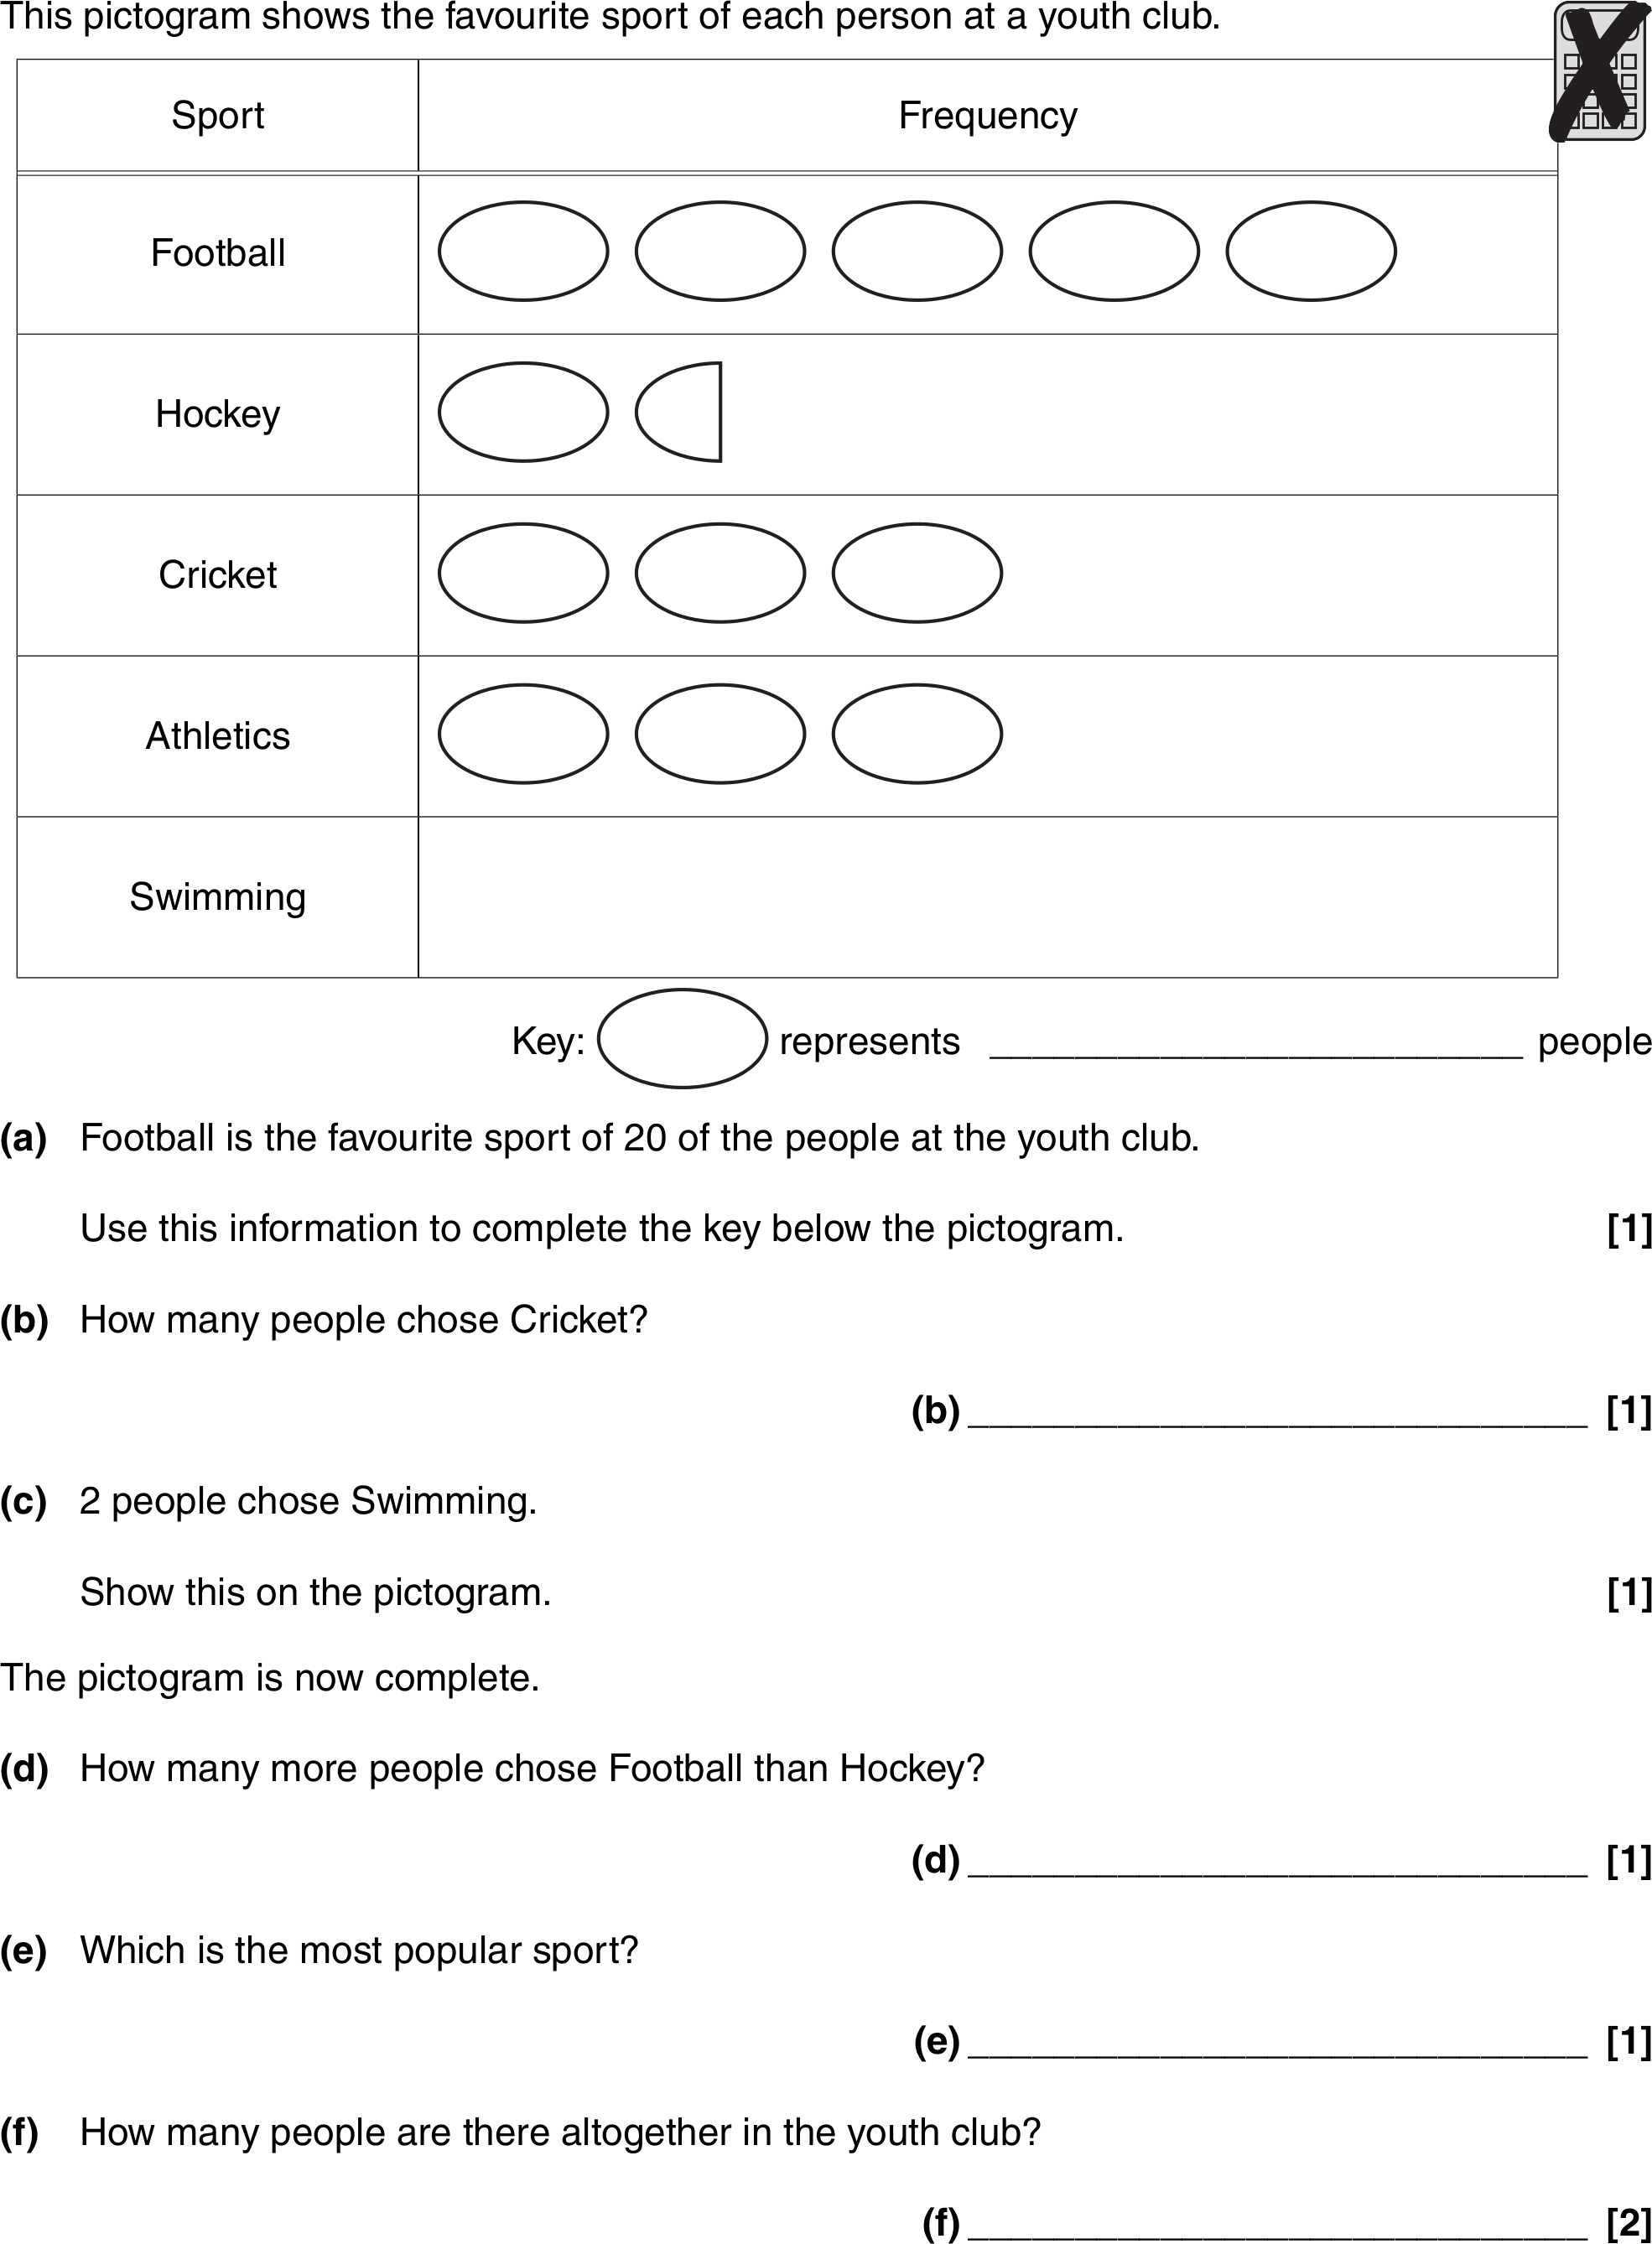 This pictogram shows the favourite sport of each person at a youth club.
Sport Frequency
Football
Hockey
Cricket
Athletics
Swimming
Key: represents _________________________ people
(a) Football is the favourite sport of 20 of the people at the youth club.
Use this information to complete the key below the pictogram. [1]
(b) How many people chose Cricket?
(b) _____________________________ [1]
(c) 2 people chose Swimming.
Show this on the pictogram. [1]
The pictogram is now complete.
(d) How many more people chose Football than Hockey?
(d) _____________________________ [1]
(e) Which is the most popular sport?
(e) _____________________________ [1]
(f) How many people are there altogether in the youth club?
(f) _____________________________ [2]